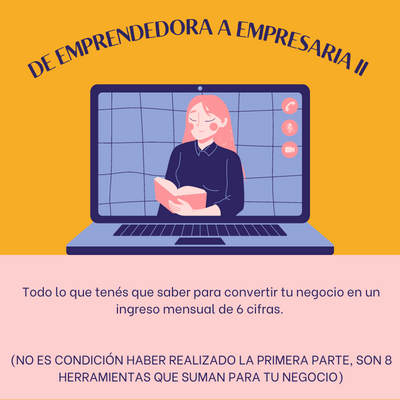 DE EMPRENDEDORA A EMPRESARIA II
Todo lo que tenés que saber para convertir tu negocio en un
ingreso mensual de 6 cifras.
(NO ES CONDICIÓN HABER REALIZADO LA PRIMERA PARTE, SON 8
HERRAMIENTAS QUE SUMAN PARA TU NEGOCIO)